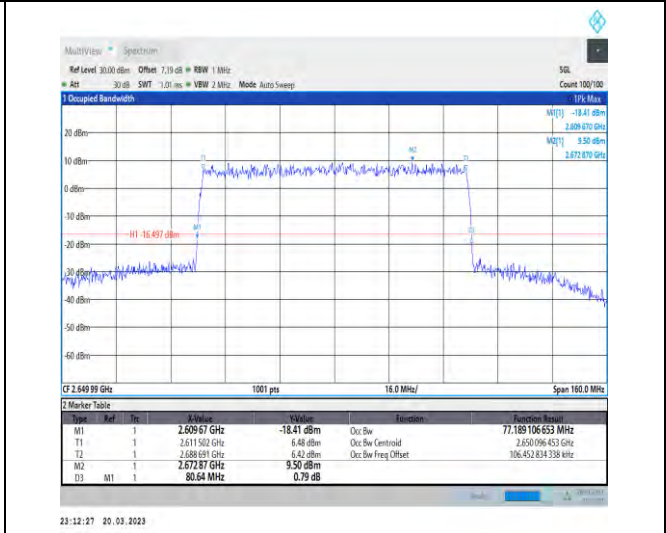 MultiView Spectrum
Ref Level 30.00 dBm Offset 7.39 dB RBW 1 MHz SGL
Att 30 dB SWT 1.01 ms VBW 2 MHz Mode Auto Sweep Count 100/100
1 Occupied Bandwidth 1Pk Max
M1[1] -18.41 dBm
2.609 670 GHz
M2[1] 9.50 dBm
2.672 870 GHz
20 dBm
10 dBm
0 dBm
-10 dBm
H1 -16.497 dBm
-20 dBm
-30 dBm
-40 dBm
-50 dBm
-60 dBm
M2
M1
CF 2.649 99 GHz 1001 pts 16.0 MHz/ Span 160.0 MHz
2 Marker Table
Type Ref Trc X-Value Y-Value Function Function Result
M1 1 2.609 67 GHz -18.41 dBm Occ Bw 77.189 106 653 MHz
T1 1 2.611 502 GHz 6.48 dBm Occ Bw Centroid 2.650 096 453 GHz
T2 1 2.688 691 GHz 6.42 dBm Occ Bw Freq Offset 106.452 834 338 kHz
M2 1 2.672 87 GHz 9.50 dBm
D3 M1 1 80.64 MHz 0.79 dB
23:12:27 20.03.2023